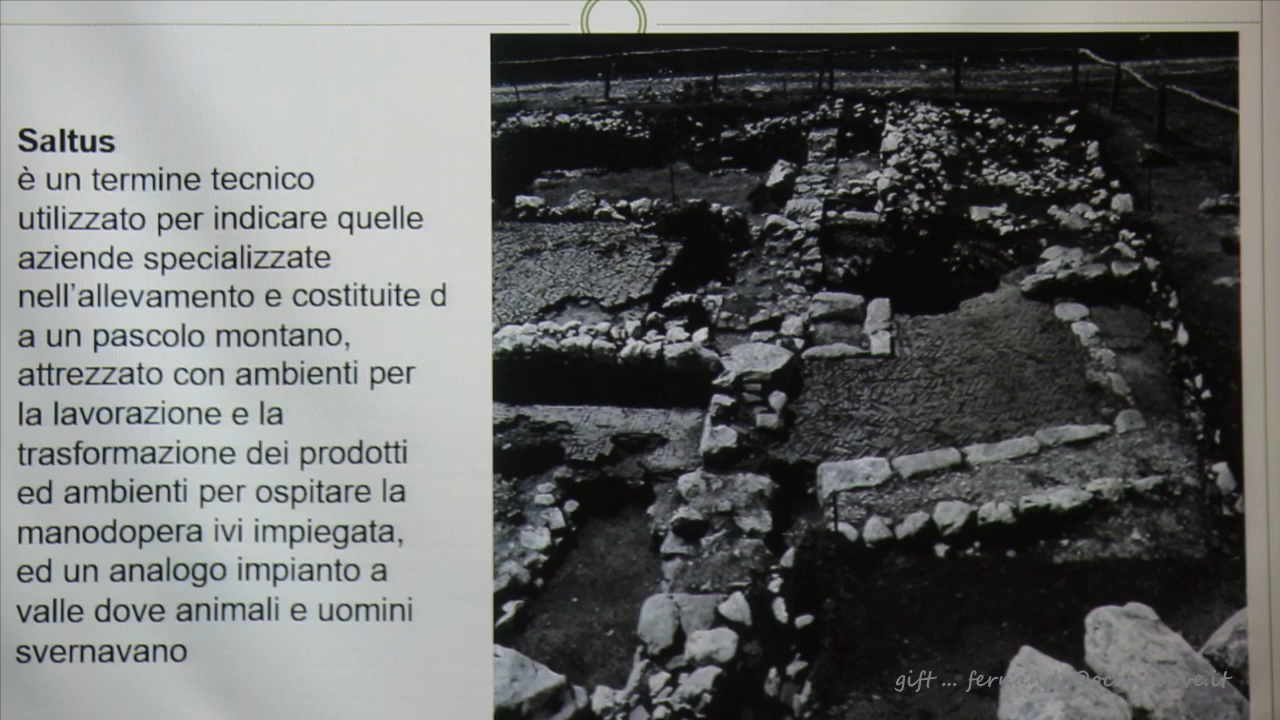 Saltus
è un termine tecnico
utilizzato per indicare quelle
aziende specializzate
nell'allevamento e costituite d
a un pascolo montano,
attrezzato con ambienti per
la lavorazione e la
trasformazione dei prodotti
ed ambienti per ospitare la
manodopera ivi impiegata,
ed un analogo impianto a
valle dove animali e uomini
svernavano
gift ...